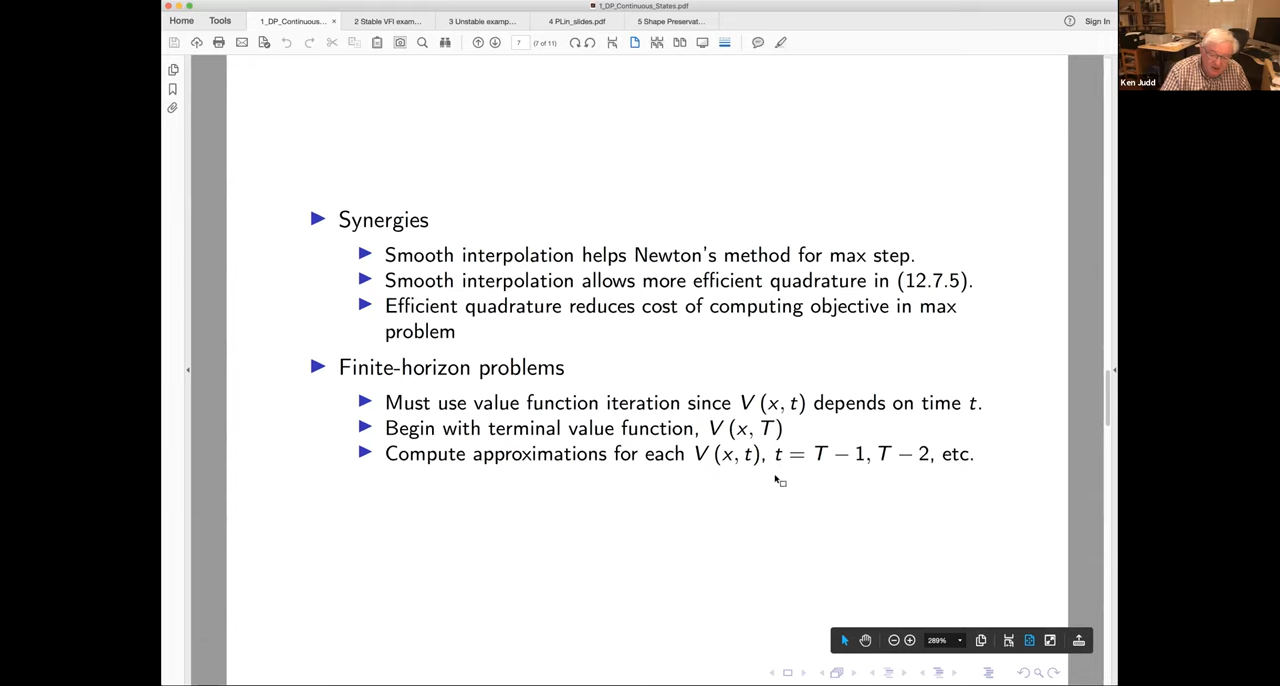 1_DP_Continuous_States.pdf
Home
Tools
1_DP_Continuous...
2 Stable VFI exam...
3 Unstable examp...
4 PLin_slides.pdf
5 Shape Preservat...
Sign In
7
(7 of 11)
Ken Judd
Synergies
Smooth interpolation helps Newton's method for max step.
Smooth interpolation allows more efficient quadrature in (12.7.5).
Efficient quadrature reduces cost of computing objective in max
problem
Finite-horizon problems
Must use value function iteration since V (x, t) depends on time t.
Begin with terminal value function, V (x, T)
Compute approximations for each V (x, t), t = T − 1, T − 2, etc.
289%